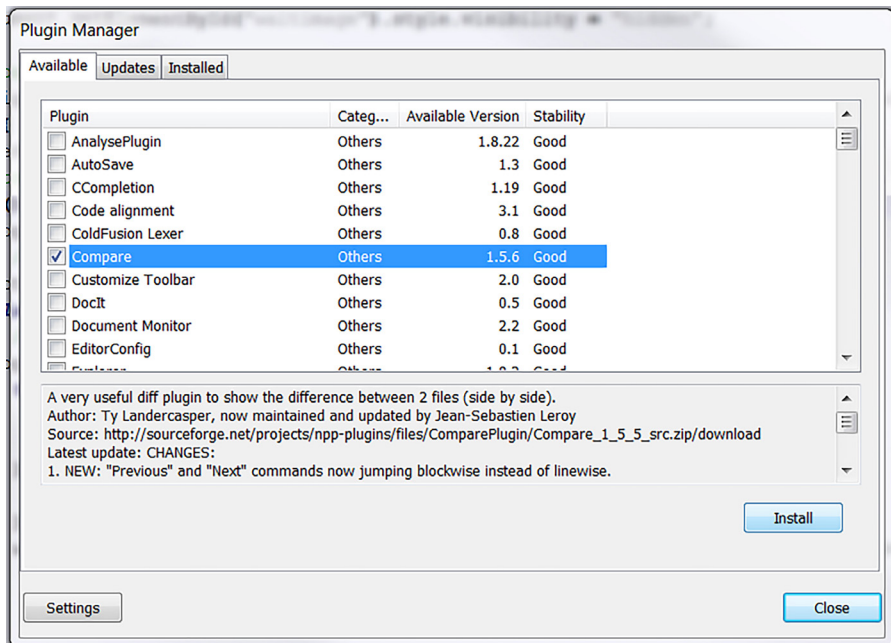 Plugin Manager
Available Updates Installed
Plugin Categ... Available Version Stability
AnalysePlugin Others 1.8.22 Good
AutoSave Others 1.3 Good
CCompletion Others 1.19 Good
Code alignment Others 3.1 Good
ColdFusion Lexer Others 0.8 Good
Compare Others 1.5.6 Good
Customize Toolbar Others 2.0 Good
DocIt Others 0.5 Good
Document Monitor Others 2.2 Good
EditorConfig Others 0.1 Good
A very useful diff plugin to show the difference between 2 files (side by side).
Author: Ty Landercasper, now maintained and updated by Jean-Sebastien Leroy
Source: http://sourceforge.net/projects/npp-plugins/files/ComparePlugin/Compare_1_5_5_src.zip/download
Latest update: CHANGES:
1. NEW: "Previous" and "Next" commands now jumping blockwise instead of linewise.
Install
Settings Close